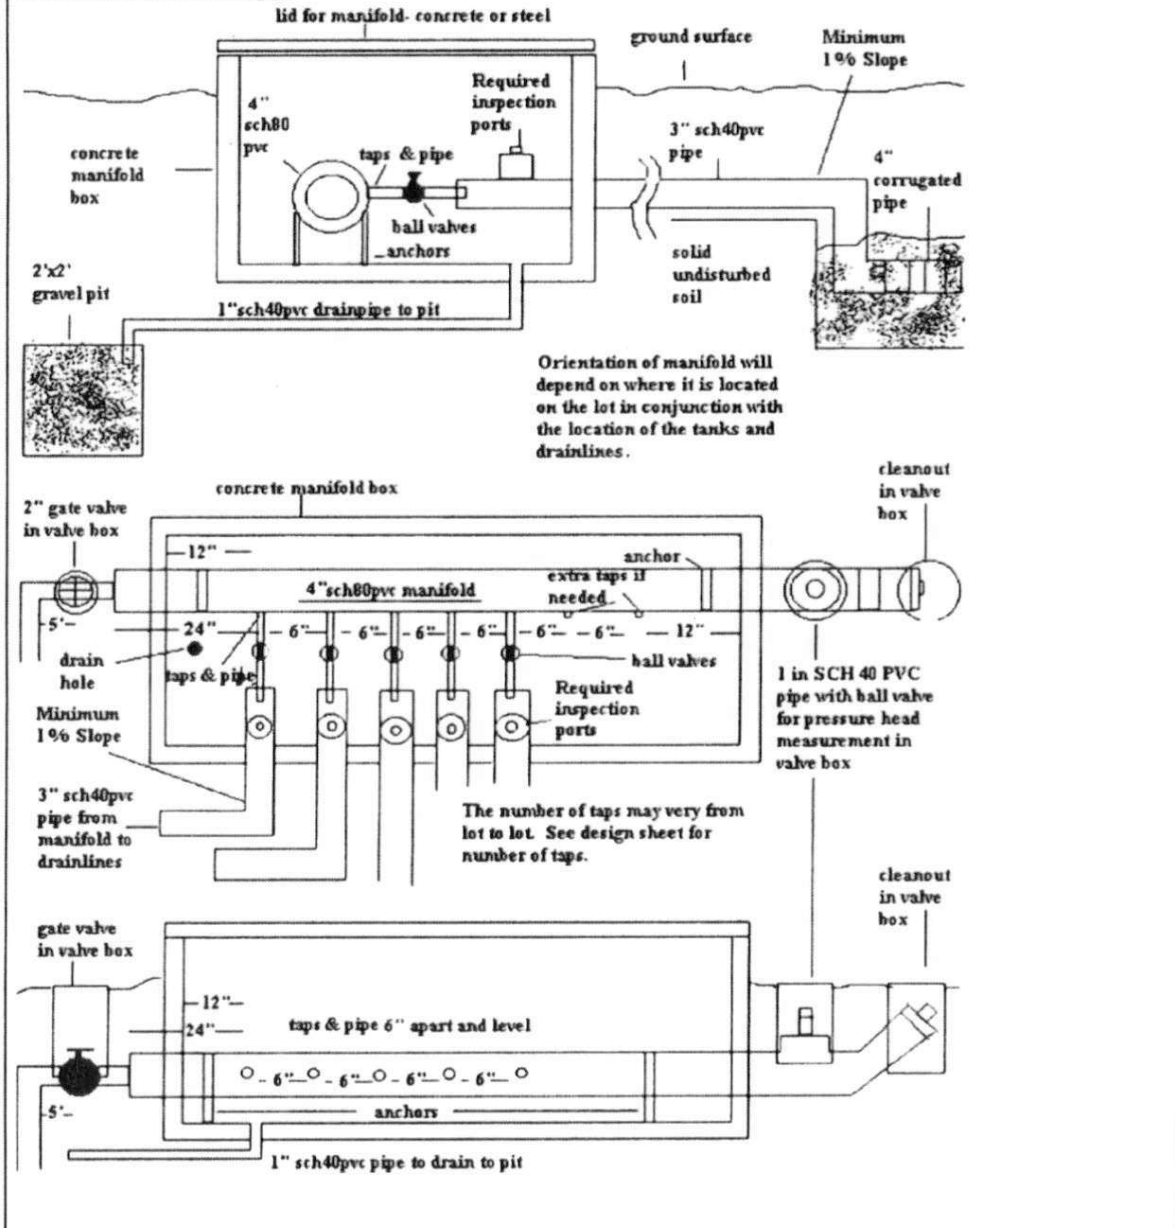 lid for manifold- concrete or steel
ground surface
Minimum
1% Slope
Required
inspection
ports
4"
sch80
pvc
3" sch40pvc
pipe
taps & pipe
concrete
manifold
box
4"
corrugated
pipe
ball valves
anchors
solid
undisturbed
soil
2'x2'
gravel pit
1"sch40pvc drainpipe to pit
Orientation of manifold will
depend on where it is located
on the lot in conjunction with
the location of the tanks and
drainlines.
cleanout
in valve
box
concrete manifold box
2" gate valve
in valve box
12"
anchor
extra taps if
needed
4"sch80pvc manifold
5'
24" 6" 6" 6" 6" 6" 6" 12"
drain
hole
taps & pipe
ball valves
Required
inspection
ports
1 in SCH 40 PVC
pipe with ball valve
for pressure head
measurement in
valve box
Minimum
1% Slope
3" sch40pvc
pipe from
manifold to
drainlines
The number of taps may very from
lot to lot. See design sheet for
number of taps.
cleanout
in valve
box
gate valve
in valve box
12"
24"
taps & pipe 6" apart and level
6" 6" 6" 6"
5'
anchors
1" sch40pvc pipe to drain to pit